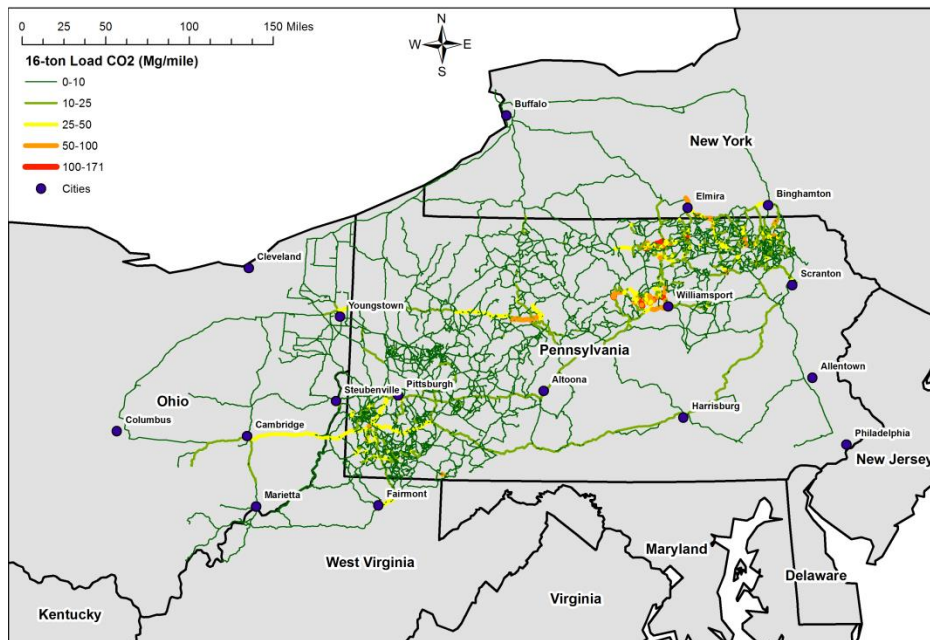 0 25 50 100 150 Miles
N
W E
S
16-ton Load CO2 (Mg/mile)
0-10
10-25
25-50
50-100
100-171
Cities
Buffalo
New York
Elmira
Binghamton
Cleveland
Scranton
Youngstown
Williamsport
Pennsylvania
Allentown
Steubenville
Pittsburgh
Altoona
Ohio
Columbus
Cambridge
Harrisburg
Philadelphia
New Jersey
Marietta
Fairmont
West Virginia
Maryland
Delaware
Virginia
Kentucky